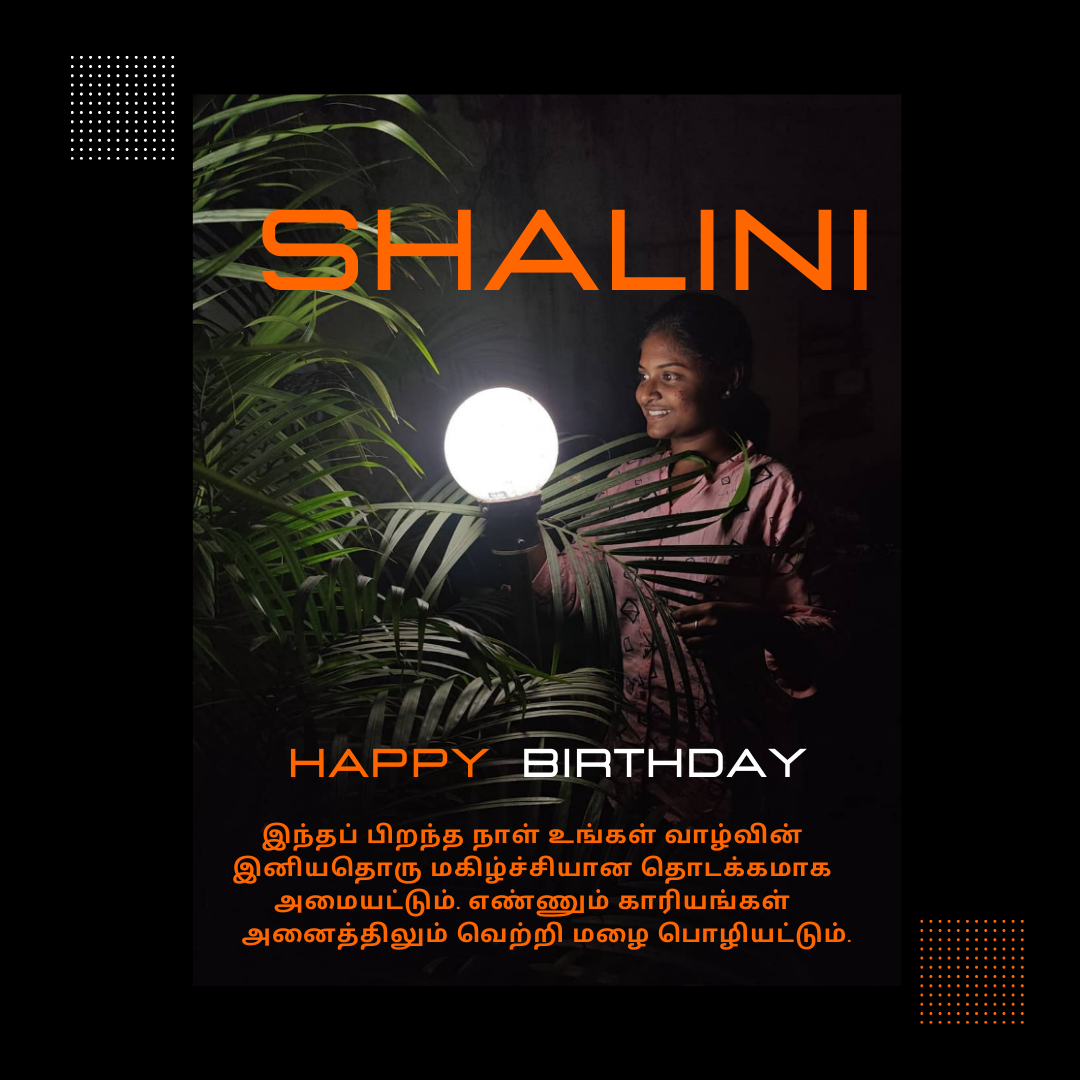 SHALINI
HAPPY BIRTHDAY
இந்தப் பிறந்த நாள் உங்கள் வாழ்வின்
இனியதொரு மகிழ்ச்சியான தொடக்கமாக
அமையட்டும். எண்ணும் காரியங்கள்
அனைத்திலும் வெற்றி மழை பொழியட்டும்.